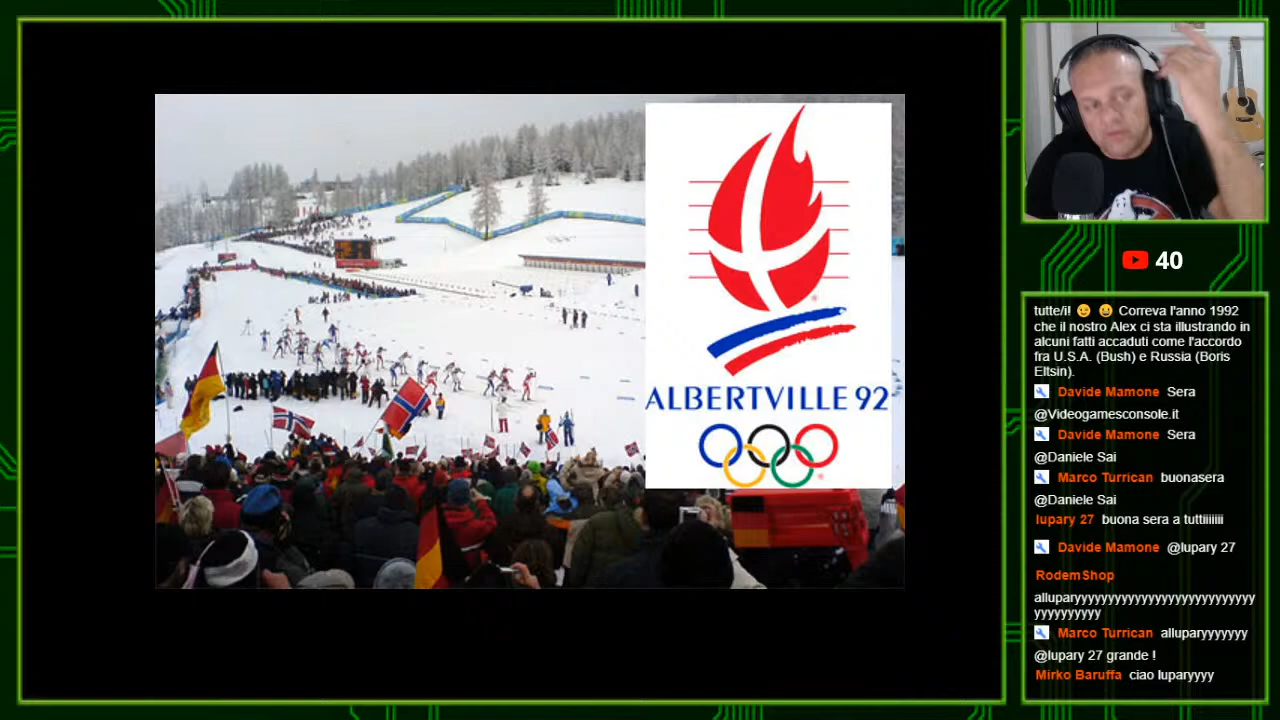 ALBERTVILLE 92
40
tutte/i! 😉 😀 Correva l'anno 1992
che il nostro Alex ci sta illustrando in
alcuni fatti accaduti come l'accordo
fra U.S.A. (Bush) e Russia (Boris
Eltsin).
Davide Mamone Sera
@Videogamesconsole.it
Davide Mamone Sera
@Daniele Sai
Marco Turrican buonasera
@Daniele Sai
lupary 27 buona sera a tuttiiiiiii
Davide Mamone @lupary 27
RodemShop
alluparyyyyyyyyyyyyyyyyyyyyyyyyyyy
yyyyyyyyyy
Marco Turrican alluparyyyyyyy
@lupary 27 grande !
Mirko Baruffa ciao luparyyyy